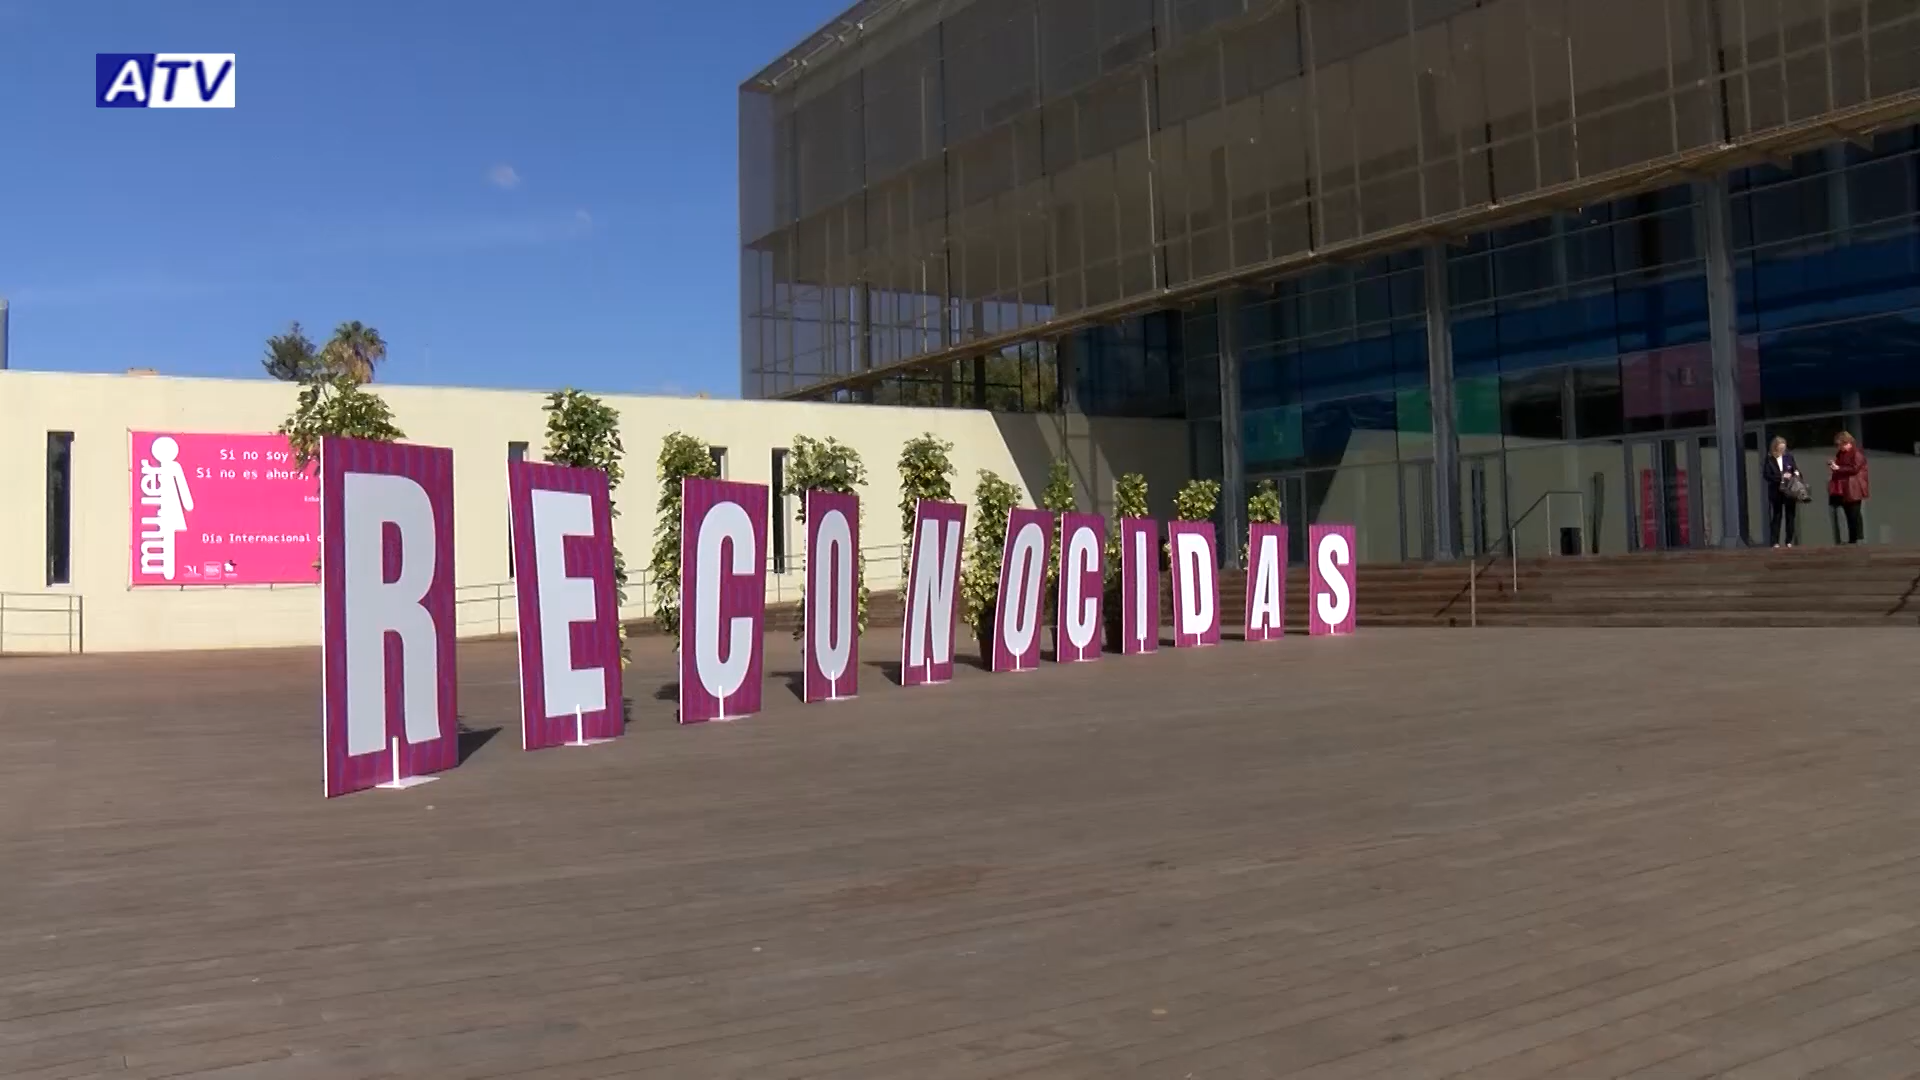 ATV
mujer
Si no soy
Si no es ahora,
Día Internacional
RECONOCIDAS